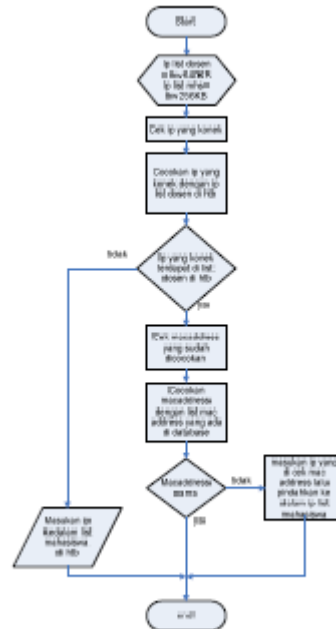 Start
Ip list dosen
Ip list mhs
Cek ip yang konek
Cocokan ip yang
konek dengan ip
list dosen di htb
Ip yang konek
terdapat di list
dosen di htb
tidak
ya
Cek macaddress
yang sudah
dicocokan
Cocokan
macaddress
dengan list mac
address yang ada
di database
Macaddress
sama
tidak
ya
masukan ip yang
di cek mac
address lalu
pindahkan ke
dalam ip list
mahasiswa
Masukan ip
kedalam list
mahasiswa
di htb
end